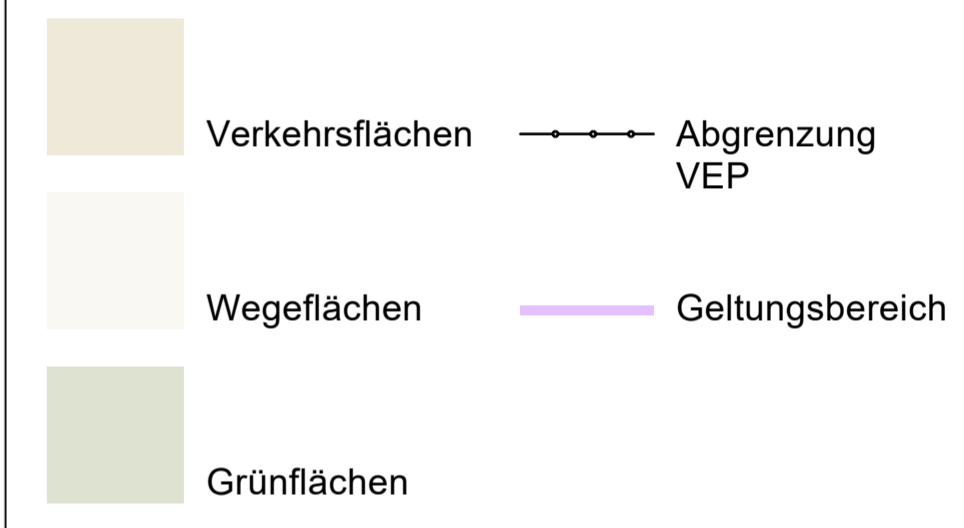 Verkehrsflächen
Abgrenzung
VEP
Wegeflächen
Geltungsbereich
Grünflächen